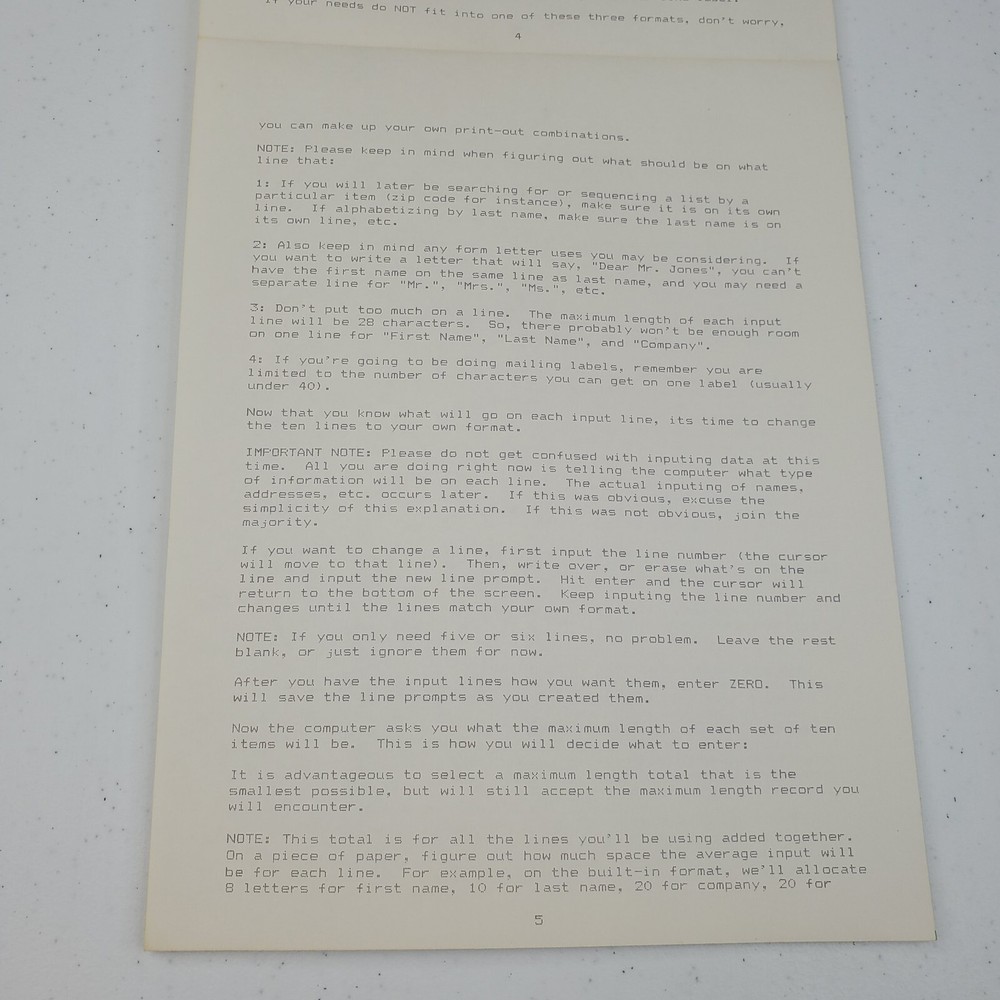 If your needs do NOT fit into one of these three formats, don't worry,
4
you can make up your own print-out combinations.
NOTE: Please keep in mind when figuring out what should be on what
line that:
1: If you will later be searching for or sequencing a list by a
particular item (zip code for instance), make sure it is on its own
line.  If alphabetizing by last name, make sure the last name is on
its own line, etc.
2: Also keep in mind any form letter uses you may be considering.  If
you want to write a letter that will say, "Dear Mr. Jones", you can't
have the first name on the same line as last name, and you may need a
separate line for "Mr.", "Mrs.", "Ms.", etc.
3: Don't put too much on a line.  The maximum length of each input
line will be 28 characters.  So, there probably won't be enough room
on one line for "First Name", "Last Name", and "Company".
4: If you're going to be doing mailing labels, remember you are
limited to the number of characters you can get on one label (usually
under 40).
Now that you know what will go on each input line, its time to change
the ten lines to your own format.
IMPORTANT NOTE: Please do not get confused with inputing data at this
time.  All you are doing right now is telling the computer what type
of information will be on each line.  The actual inputing of names,
addresses, etc. occurs later.  If this was obvious, excuse the
simplicity of this explanation.  If this was not obvious, join the
majority.
If you want to change a line, first input the line number (the cursor
will move to that line).  Then, write over, or erase what's on the
line and input the new line prompt.  Hit enter and the cursor will
return to the bottom of the screen.  Keep inputing the line number and
changes until the lines match your own format.
NOTE: If you only need five or six lines, no problem.  Leave the rest
blank, or just ignore them for now.
After you have the input lines how you want them, enter ZERO.  This
will save the line prompts as you created them.
Now the computer asks you what the maximum length of each set of ten
items will be.  This is how you will decide what to enter:
It is advantageous to select a maximum length total that is the
smallest possible, but will still accept the maximum length record you
will encounter.
NOTE: This total is for all the lines you'll be using added together.
On a piece of paper, figure out how much space the average input will
be for each line.  For example, on the built-in format, we'll allocate
8 letters for first name, 10 for last name, 20 for company, 20 for
5